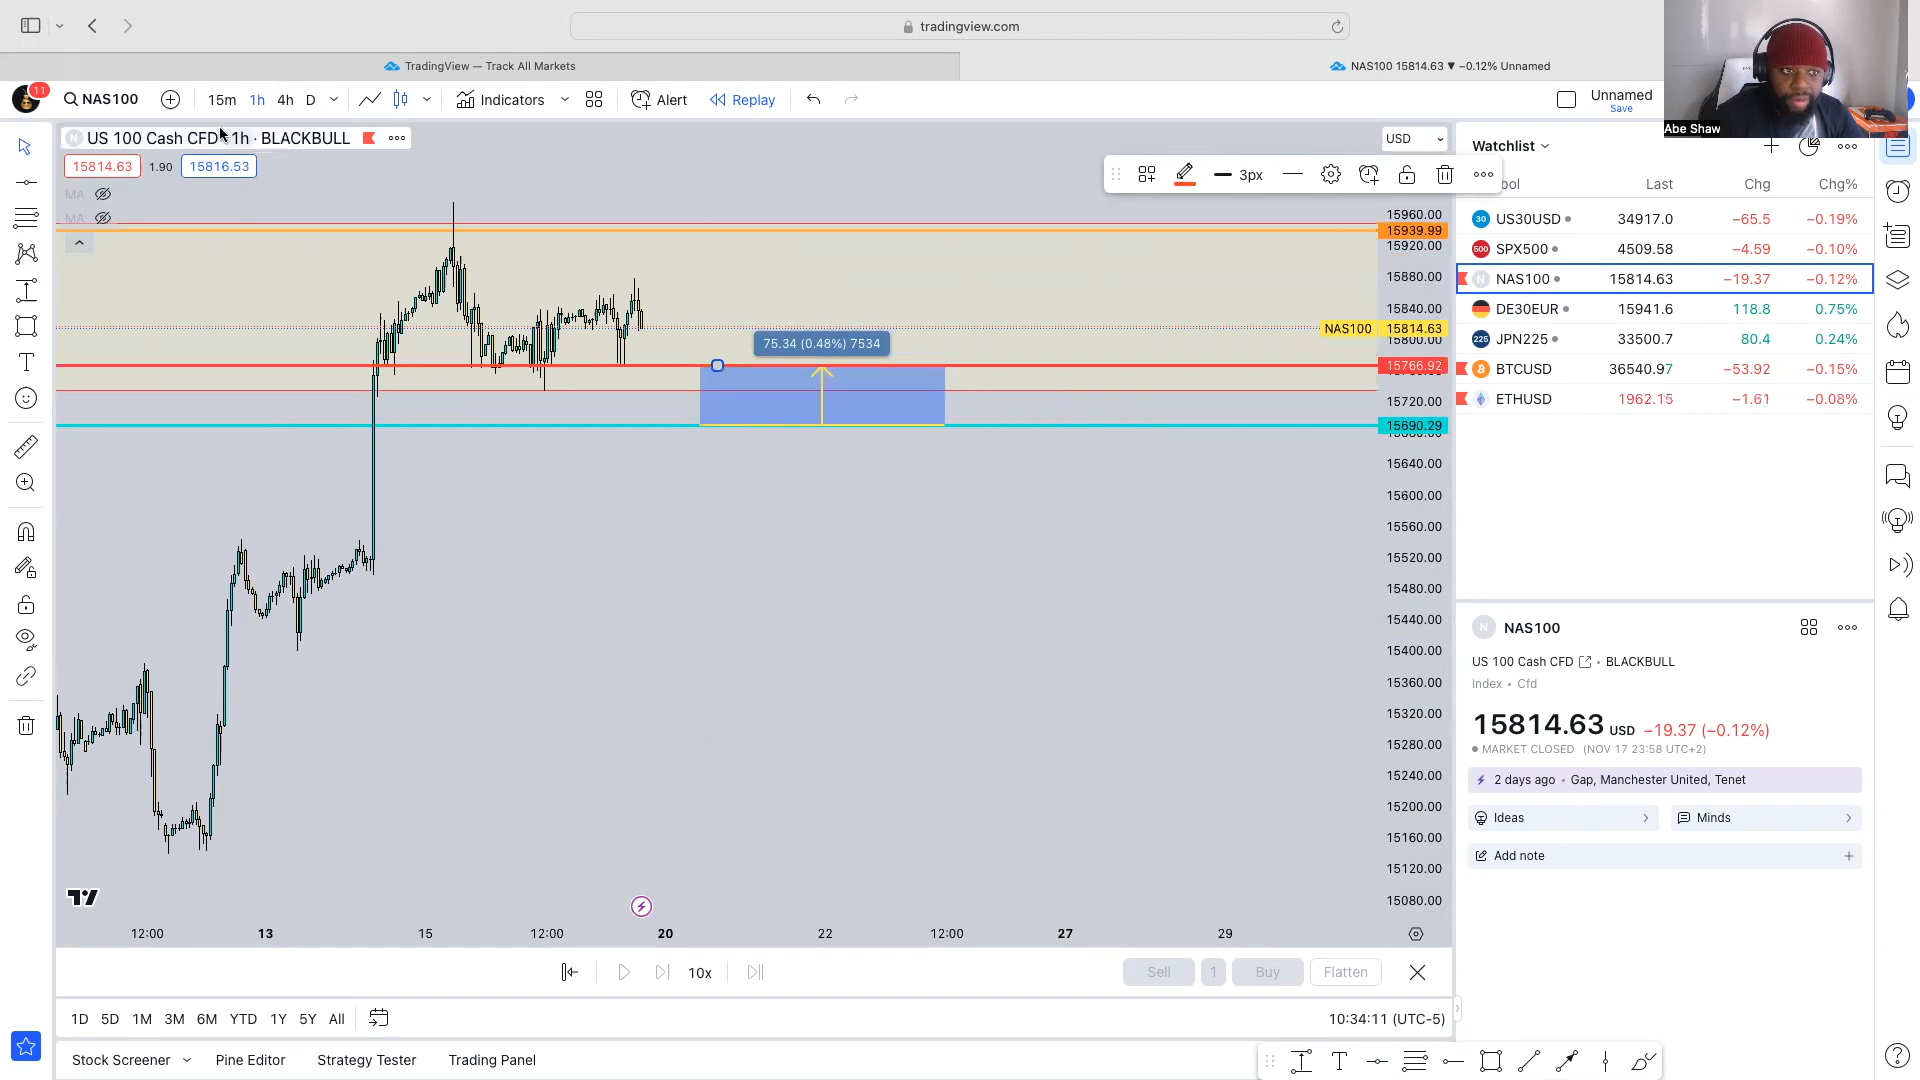 tradingview.com
TradingView — Track All Markets
NAS100 15814.63 ▼ −0.12% Unnamed
11
NAS100
15m 1h 4h D
Indicators
Alert
Replay
Unnamed
Save
Abe Shaw
US 100 Cash CFD · 1h · BLACKBULL
15814.63 1.90 15816.53
MA
MA
USD
3px
15960.00
15939.99
15920.00
15880.00
15840.00
NAS100 15814.63
15800.00
75.34 (0.48%) 7534
15766.92
15720.00
15690.29
15640.00
15600.00
15560.00
15520.00
15480.00
15440.00
15400.00
15360.00
15320.00
15280.00
15240.00
15200.00
15160.00
15120.00
15080.00
12:00 13 15 12:00 20 22 12:00 27 29
10x
Sell 1 Buy Flatten
1D 5D 1M 3M 6M YTD 1Y 5Y All
10:34:11 (UTC-5)
Stock Screener Pine Editor Strategy Tester Trading Panel
Watchlist
bol Last Chg Chg%
30 US30USD 34917.0 −65.5 −0.19%
500 SPX500 4509.58 −4.59 −0.10%
N NAS100 15814.63 −19.37 −0.12%
DE30EUR 15941.6 118.8 0.75%
225 JPN225 33500.7 80.4 0.24%
BTCUSD 36540.97 −53.92 −0.15%
ETHUSD 1962.15 −1.61 −0.08%
N NAS100
US 100 Cash CFD • BLACKBULL
Index • Cfd
15814.63 USD −19.37 (−0.12%)
MARKET CLOSED (NOV 17 23:58 UTC+2)
2 days ago • Gap, Manchester United, Tenet
Ideas
Minds
Add note